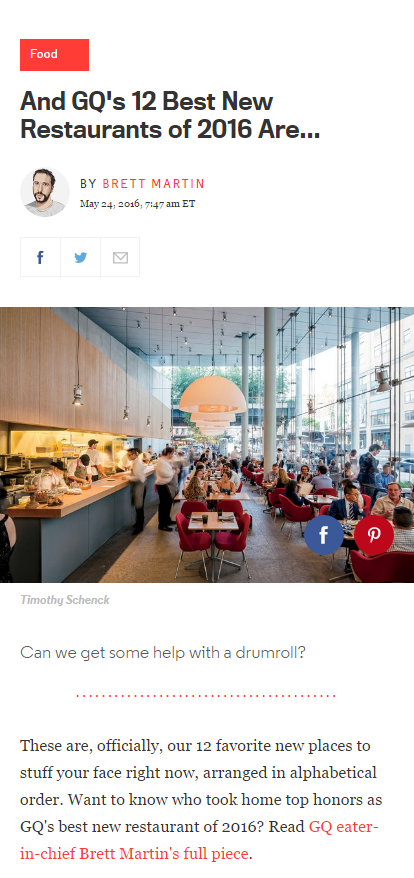 Food
And GQ's 12 Best New
Restaurants of 2016 Are...
BY BRETT MARTIN
May 24, 2016, 7:47 am ET
Timothy Schenck
Can we get some help with a drumroll?
These are, officially, our 12 favorite new places to
stuff your face right now, arranged in alphabetical
order. Want to know who took home top honors as
GQ's best new restaurant of 2016? Read GQ eater-
in-chief Brett Martin's full piece.